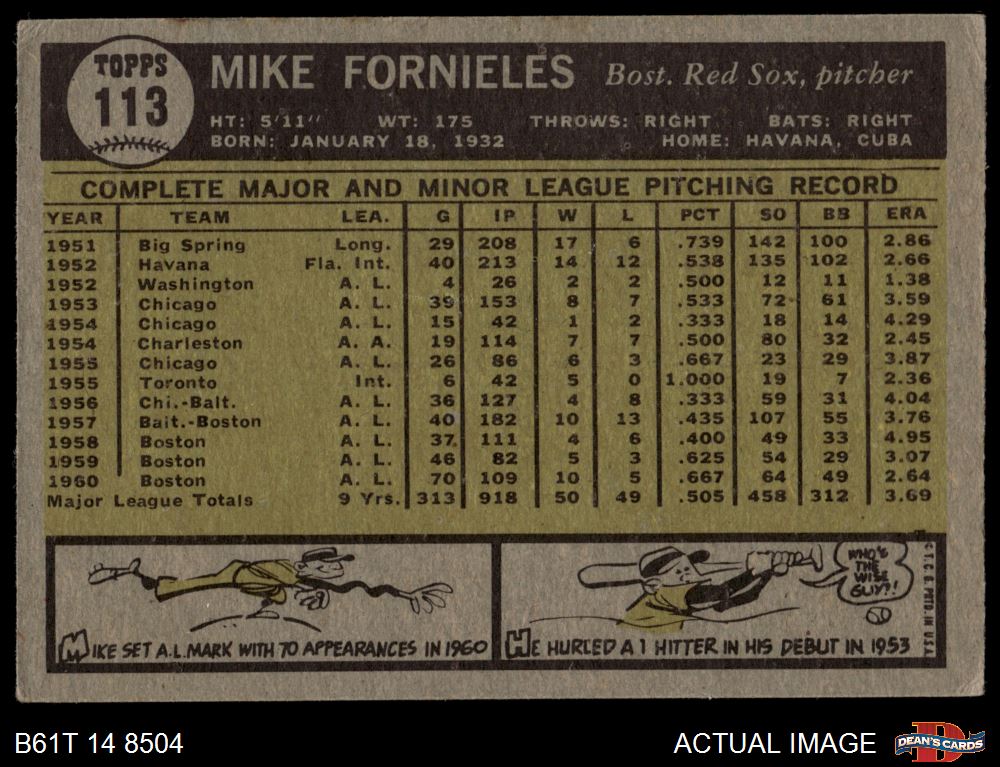 TOPPS
113
MIKE FORNIELES Bost. Red Sox, pitcher
HT: 5'11" WT: 175 THROWS: RIGHT BATS: RIGHT
BORN: JANUARY 18, 1932 HOME: HAVANA, CUBA
COMPLETE MAJOR AND MINOR LEAGUE PITCHING RECORD
YEAR TEAM LEA. G IP W L PCT SO BB ERA
1951 Big Spring Long. 29 208 17 6 .739 142 100 2.86
1952 Havana Fla. Int. 40 213 14 12 .538 135 102 2.66
1952 Washington A. L. 4 26 2 2 .500 12 11 1.38
1953 Chicago A. L. 39 153 8 7 .533 72 61 3.59
1954 Chicago A. L. 15 42 1 2 .333 18 14 4.29
1954 Charleston A. A. 19 114 7 7 .500 80 32 2.45
1955 Chicago A. L. 26 86 6 3 .667 23 29 3.87
1955 Toronto Int. 6 42 5 0 1.000 19 7 2.36
1956 Chi.-Balt. A. L. 36 127 4 8 .333 59 31 4.04
1957 Bait.-Boston A. L. 40 182 10 13 .435 107 55 3.76
1958 Boston A. L. 37 111 4 6 .400 49 33 4.95
1959 Boston A. L. 46 82 5 3 .625 54 29 3.07
1960 Boston A. L. 70 109 10 5 .667 64 49 2.64
Major League Totals 9 Yrs. 313 918 50 49 .505 458 312 3.69
MIKE SET A.L. MARK WITH 70 APPEARANCES IN 1960
WHO'S
THE
WISE
GUY?!
HE HURLED A 1 HITTER IN HIS DEBUT IN 1953
© T.C.G. PRTD. IN U.S.A.
B61T 14 8504
ACTUAL IMAGE
D
DEAN'S CARDS